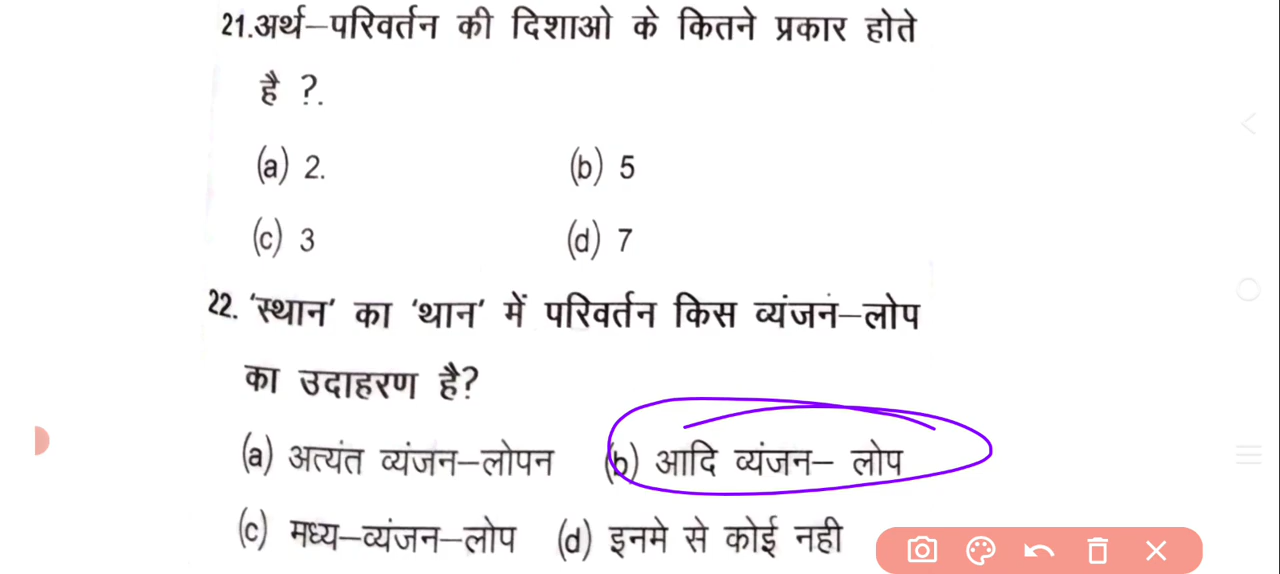 21.अर्थ–परिवर्तन की दिशाओ के कितने प्रकार होते
है ?.
(a) 2. (b) 5
(c) 3 (d) 7
22. 'स्थान' का 'थान' में परिवर्तन किस व्यंजन–लोप
का उदाहरण है?
(a) अत्यंत व्यंजन–लोपन (b) आदि व्यंजन– लोप
(c) मध्य–व्यंजन–लोप (d) इनमे से कोई नही